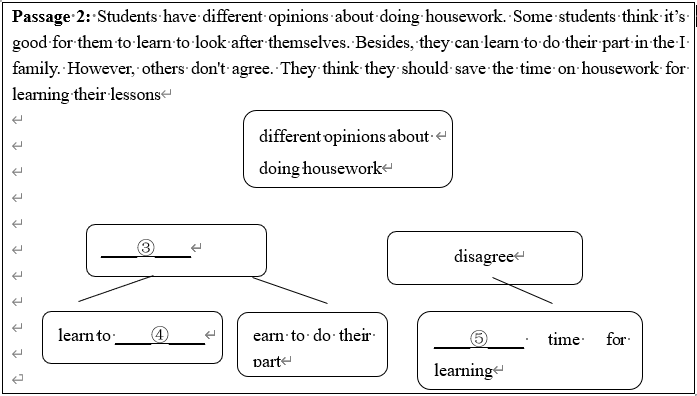 Passage 2: Students have different opinions about doing housework. Some students think it's
good for them to learn to look after themselves. Besides, they can learn to do their part in the I
family. However, others don't agree. They think they should save the time on housework for
learning their lessons
different opinions about
doing housework
③
disagree
learn to ④
earn to do their
part
⑤ time for
learning